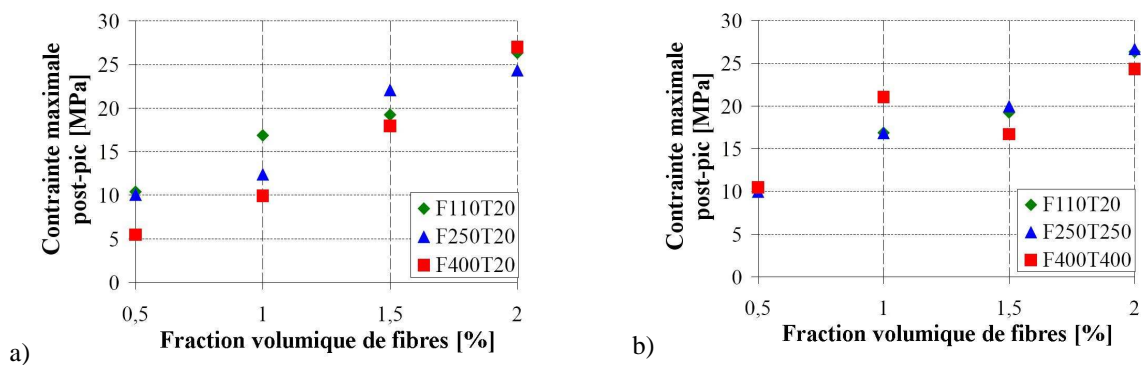 Contrainte maximale
post-pic [MPa]
30
25
20
15
10
5
0
0,5
1
1,5
2
F110T20
F250T20
F400T20
Fraction volumique de fibres [%]
a)
Contrainte maximale
post-pic [MPa]
30
25
20
15
10
5
0
0,5
1
1,5
2
F110T20
F250T250
F400T400
Fraction volumique de fibres [%]
b)